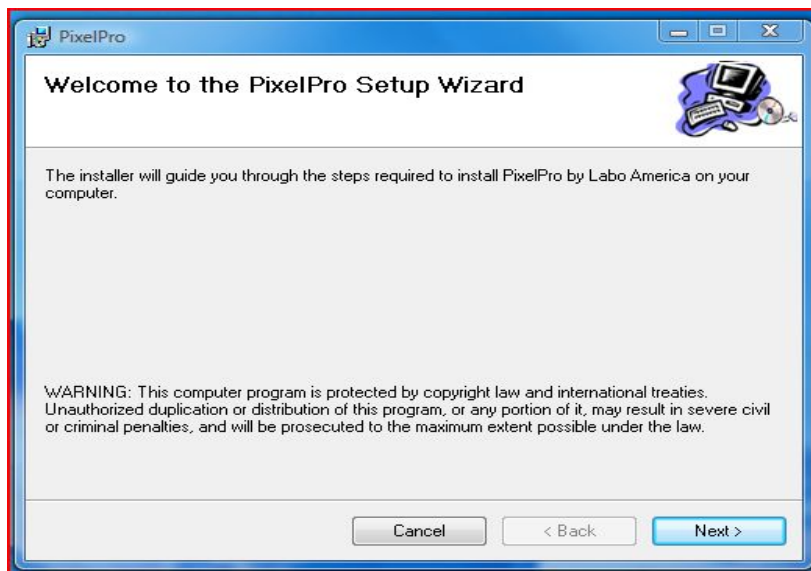 PixelPro
Welcome to the PixelPro Setup Wizard
The installer will guide you through the steps required to install PixelPro by Labo America on your
computer.
WARNING: This computer program is protected by copyright law and international treaties.
Unauthorized duplication or distribution of this program, or any portion of it, may result in severe civil
or criminal penalties, and will be prosecuted to the maximum extent possible under the law.
Cancel
< Back
Next >